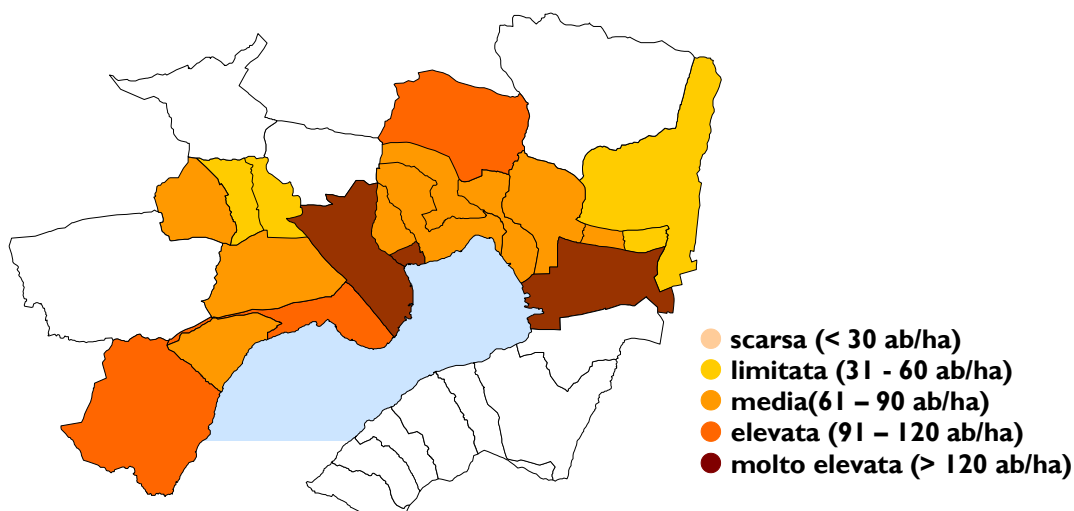 scarsa (< 30 ab/ha)
limitata (31 - 60 ab/ha)
media(61 – 90 ab/ha)
elevata (91 – 120 ab/ha)
molto elevata (> 120 ab/ha)